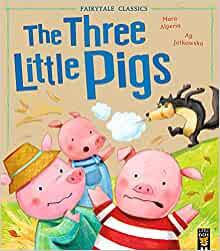 FAIRYTALE CLASSICS
The Three
Little Pigs
Mara
Alperin
Ag
Jatkowska